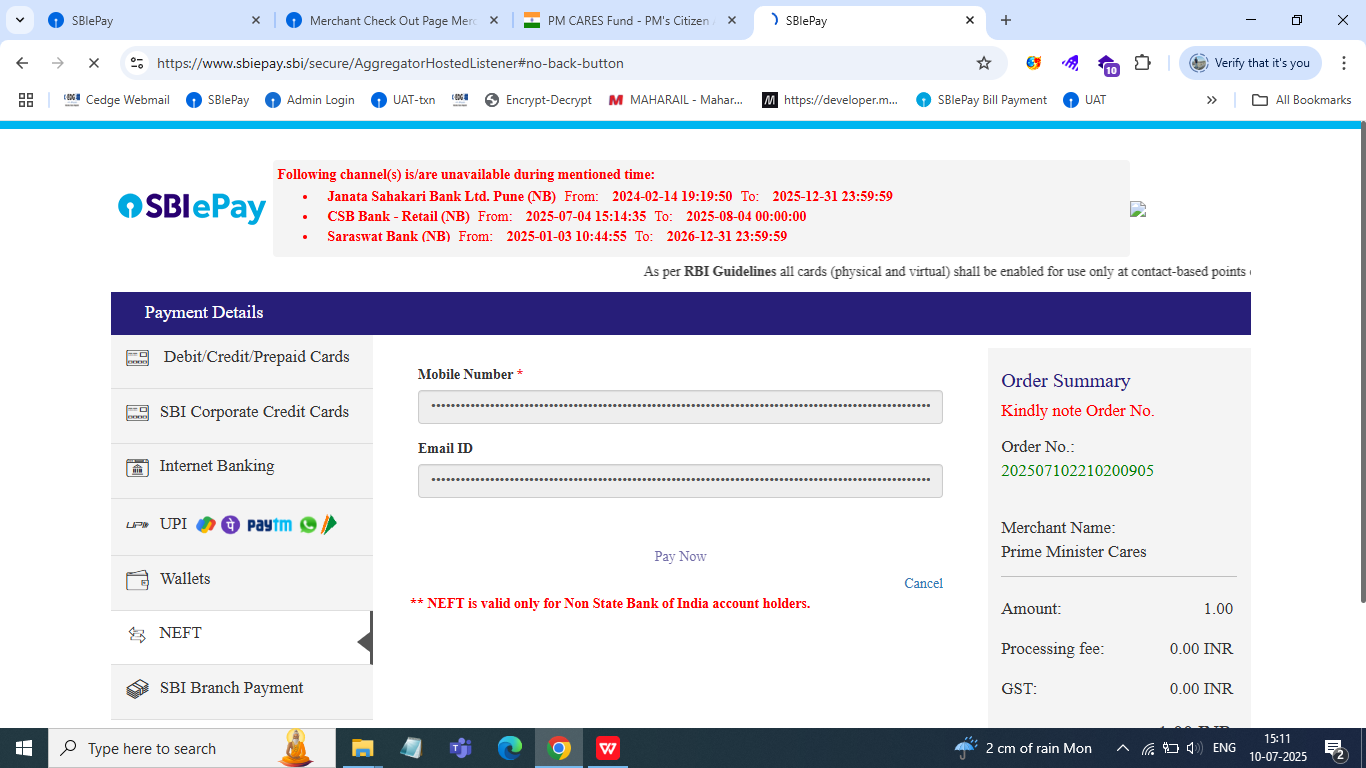 SBIePay
Merchant Check Out Page Merc
PM CARES Fund - PM's Citizen
SBIePay
https://www.sbiepay.sbi/secure/AggregatorHostedListener#no-back-button
10
Verify that it's you
Cedge Webmail
SBIePay
Admin Login
UAT-txn
Encrypt-Decrypt
MAHARAIL - Mahar...
https://developer.m...
SBIePay Bill Payment
UAT
All Bookmarks
SBI ePay
Following channel(s) is/are unavailable during mentioned time:
• Janata Sahakari Bank Ltd. Pune (NB) From: 2024-02-14 19:19:50 To: 2025-12-31 23:59:59
• CSB Bank - Retail (NB) From: 2025-07-04 15:14:35 To: 2025-08-04 00:00:00
• Saraswat Bank (NB) From: 2025-01-03 10:44:55 To: 2026-12-31 23:59:59
As per RBI Guidelines all cards (physical and virtual) shall be enabled for use only at contact-based points
Payment Details
Debit/Credit/Prepaid Cards
SBI Corporate Credit Cards
Internet Banking
UPI paytm
Wallets
NEFT
SBI Branch Payment
Mobile Number *
Email ID
Pay Now
Cancel
** NEFT is valid only for Non State Bank of India account holders.
Order Summary
Kindly note Order No.
Order No.:
202507102210200905
Merchant Name:
Prime Minister Cares
Amount: 1.00
Processing fee: 0.00 INR
GST: 0.00 INR
Type here to search
2 cm of rain Mon
ENG
15:11
10-07-2025
2